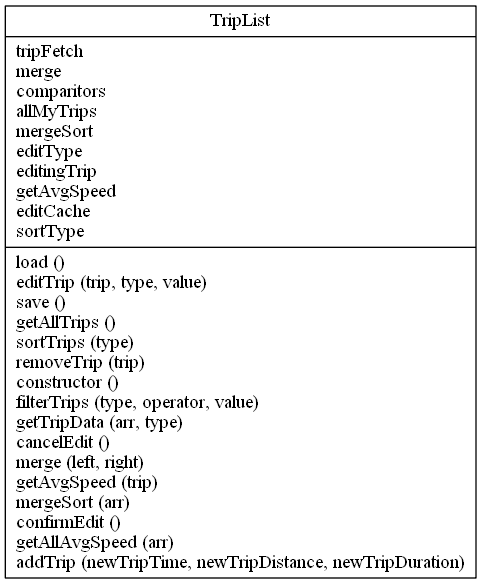 TripList
tripFetch
merge
comparitors
allMyTrips
mergeSort
editType
editingTrip
getAvgSpeed
editCache
sortType
load ()
editTrip (trip, type, value)
save ()
getAllTrips ()
sortTrips (type)
removeTrip (trip)
constructor ()
filterTrips (type, operator, value)
getTripData (arr, type)
cancelEdit ()
merge (left, right)
getAvgSpeed (trip)
mergeSort (arr)
confirmEdit ()
getAllAvgSpeed (arr)
addTrip (newTripTime, newTripDistance, newTripDuration)